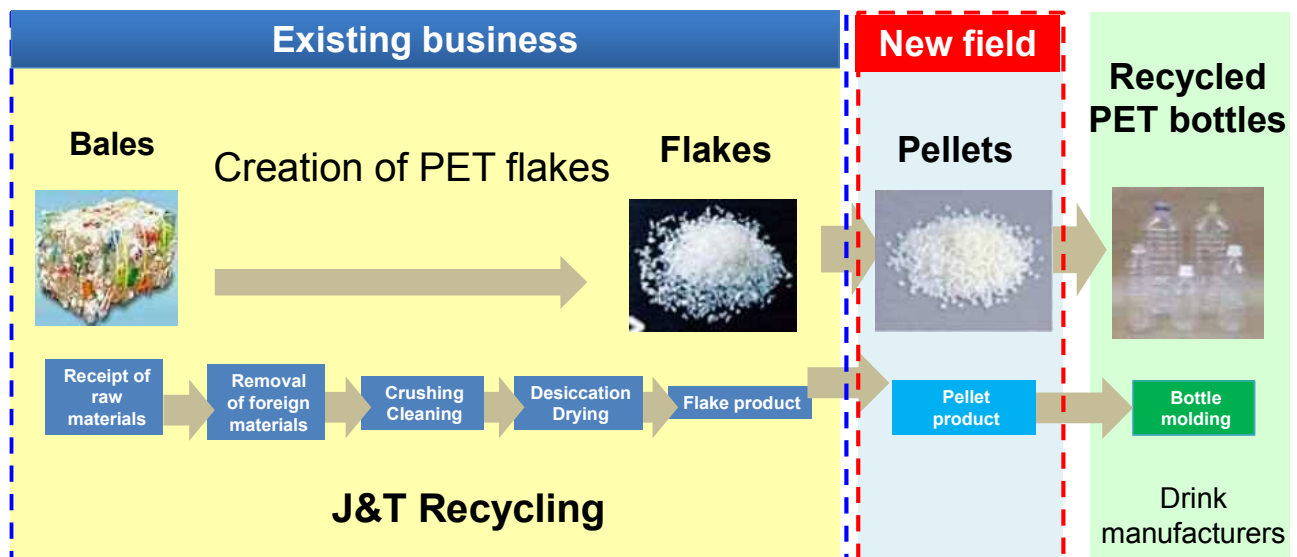 Existing business
New field
Recycled
PET bottles
Bales
Creation of PET flakes
Flakes
Pellets
Receipt of
raw
materials
Removal
of foreign
materials
Crushing
Cleaning
Desiccation
Drying
Flake product
Pellet
product
Bottle
molding
J&T Recycling
Drink
manufacturers